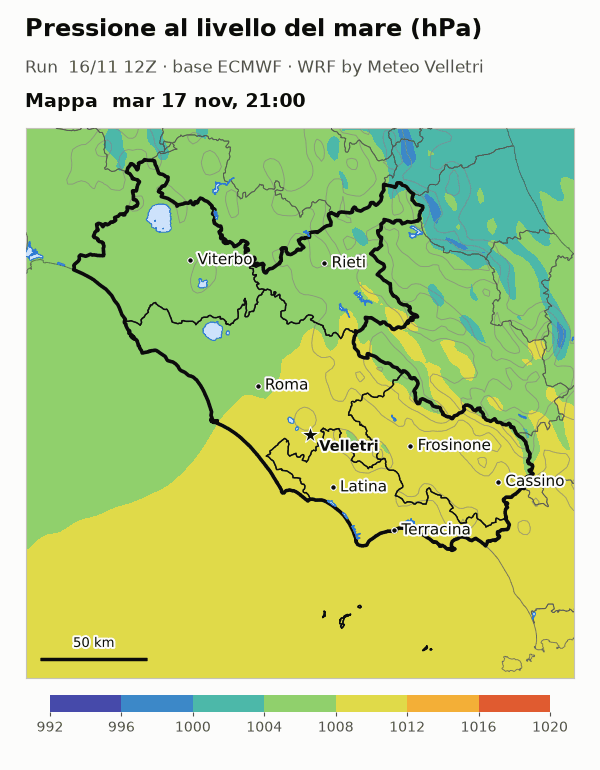 Pressione al livello del mare (hPa)
Run  16/11 12Z · base ECMWF · WRF by Meteo Velletri
Mappa  mar 17 nov, 21:00
Viterbo
Rieti
Roma
Velletri
Frosinone
Latina
Cassino
Terracina
50 km
992 996 1000 1004 1008 1012 1016 1020